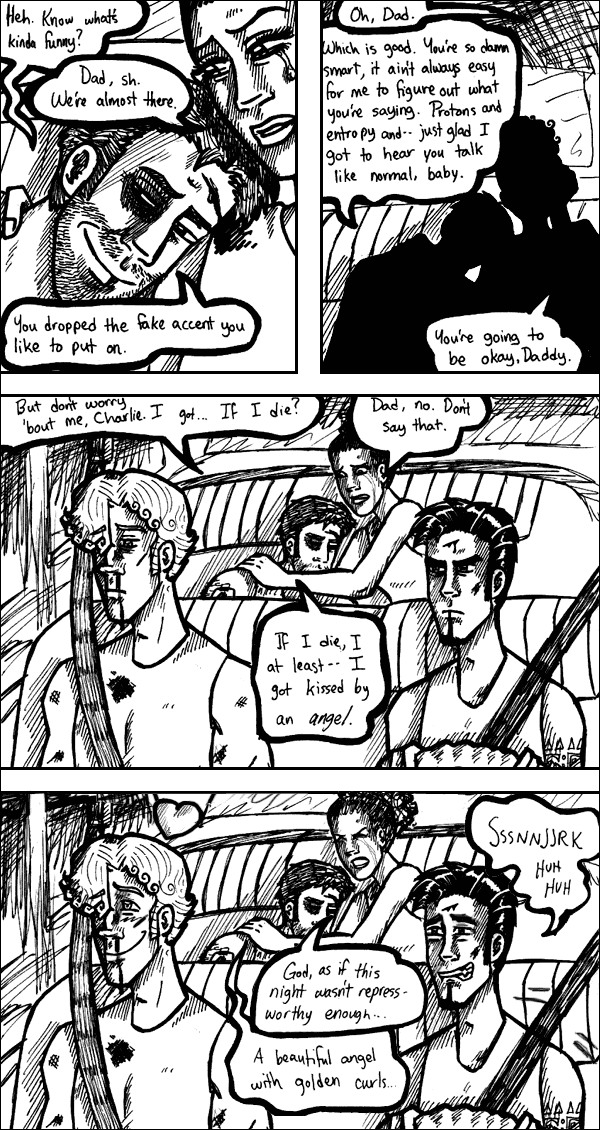 Heh. Know what's
kinda funny?
Dad, sh.
We're almost there.
You dropped the fake accent you
like to put on.
Oh, Dad.
Which is good. You're so damn
smart, it ain't always easy
for me to figure out what
you're saying. Protons and
entropy and-- just glad I
got to hear you talk
like normal, baby.
You're going to
be okay, Daddy.
But don't worry
'bout me, Charlie. I got... If I die?
Dad, no. Don't
say that.
If I die, I
at least-- I
got kissed by
an angel.
SSSNNJJRK
HUH
HUH
God, as if this
night wasn't repress-
worthy enough...
A beautiful angel
with golden curls...